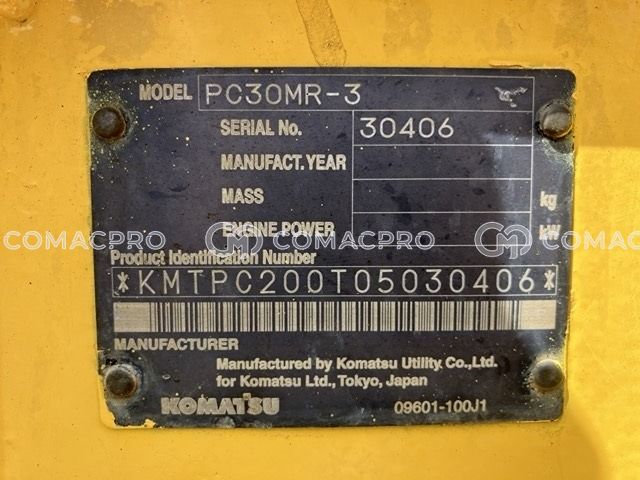 MODEL PC30MR-3
SERIAL No. 30406
MANUFACT. YEAR
MASS kg
ENGINE POWER kW
COMACPRO COMACPRO COMACPRO
Product Identification Number
*KMTPC200T05030406*
MANUFACTURER
Manufactured by Komatsu Utility Co.,Ltd.
for Komatsu Ltd.,Tokyo, Japan
KOMATSU 09601-100J1